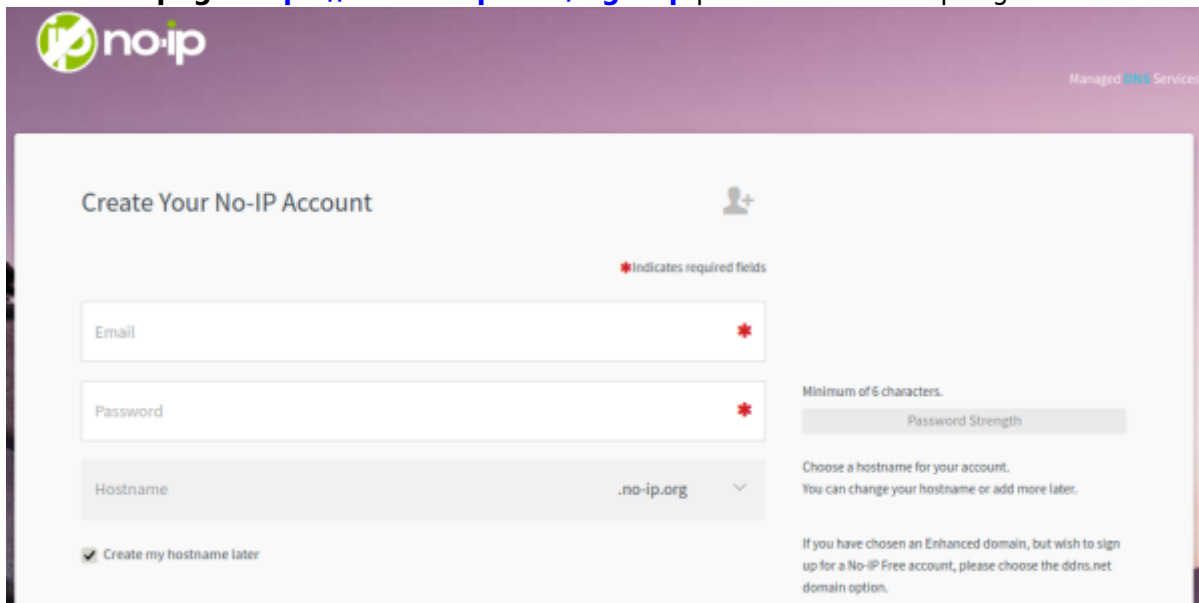 no-ip
Managed DNS Services
Create Your No-IP Account
*Indicates required fields
Email *
Password *
Minimum of 6 characters.
Password Strength
Hostname .no-ip.org
Choose a hostname for your account.
You can change your hostname or add more later.
Create my hostname later
If you have chosen an Enhanced domain, but wish to sign
up for a No-IP Free account, please choose the ddns.net
domain option.